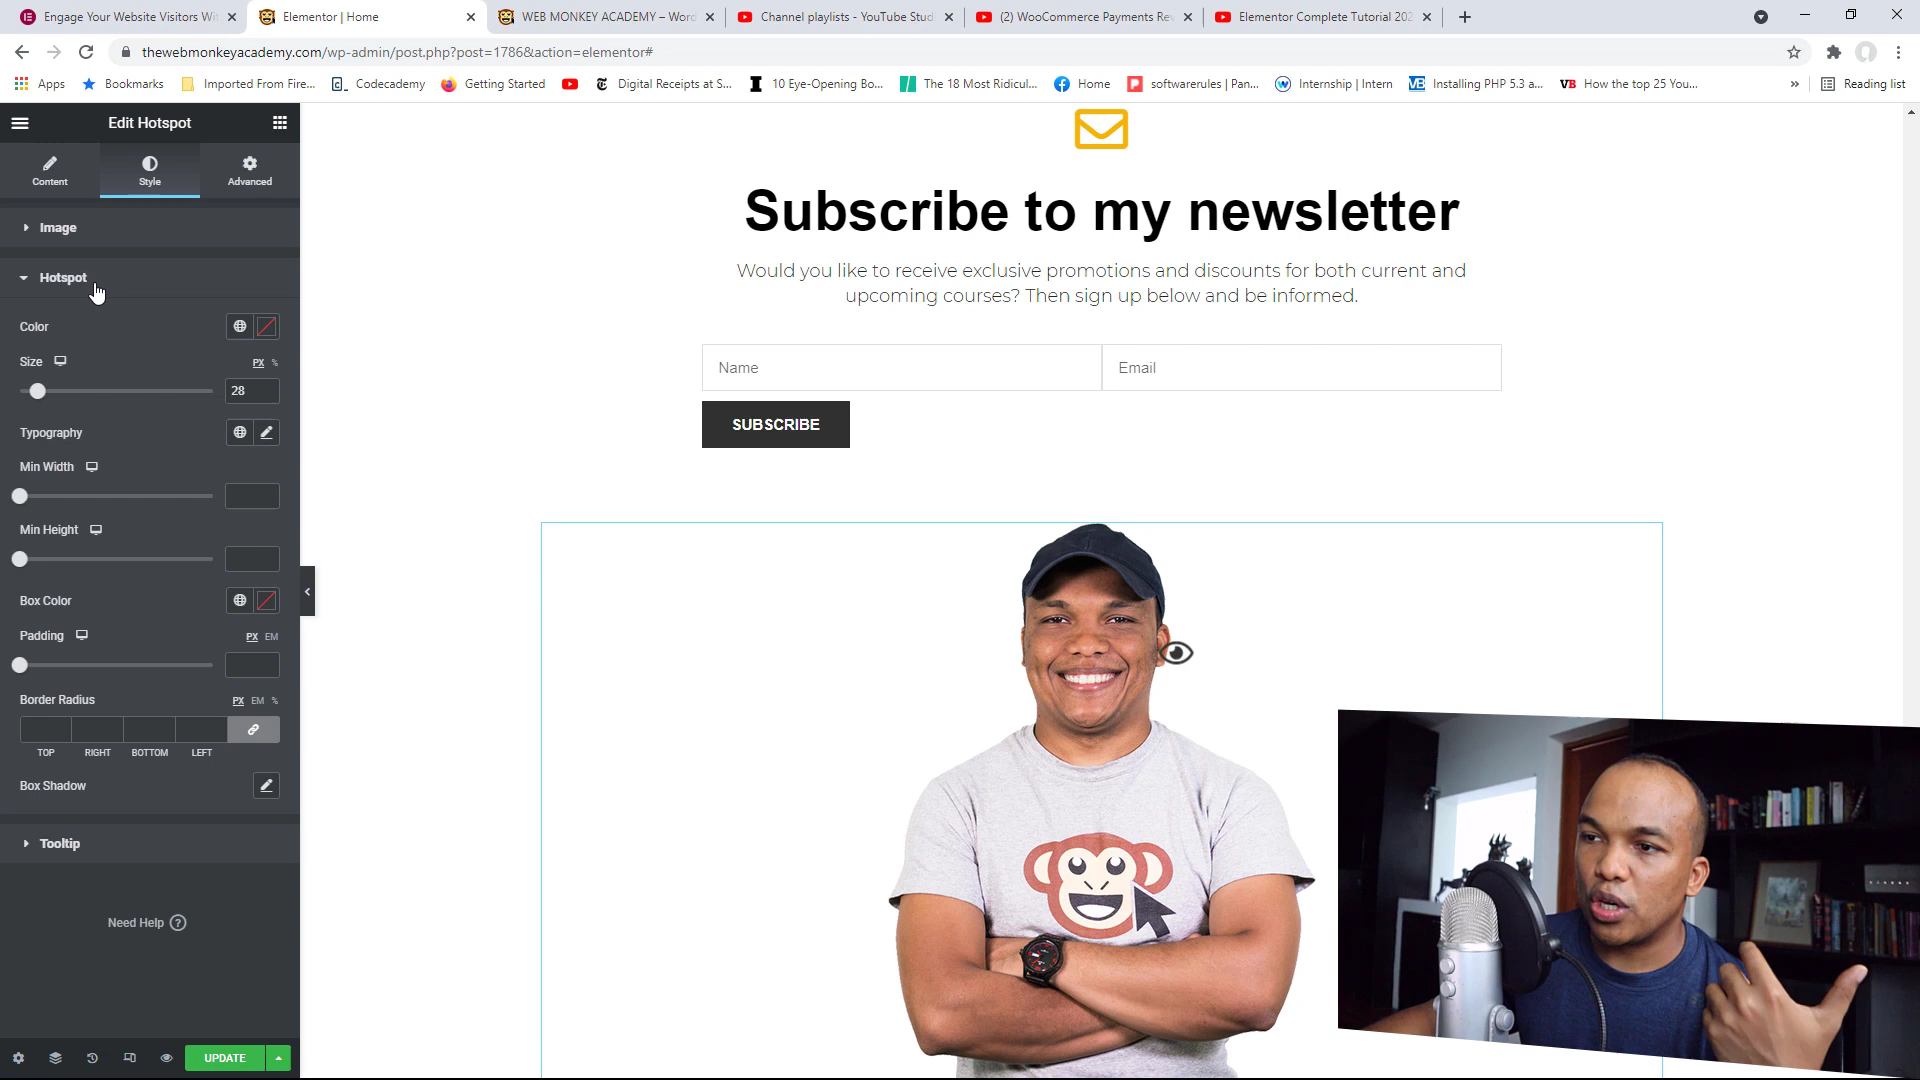 Engage Your Website Visitors Wi
Elementor | Home
WEB MONKEY ACADEMY – Word
Channel playlists - YouTube Studi
(2) WooCommerce Payments Rev
Elementor Complete Tutorial 202
thewebmonkeyacademy.com/wp-admin/post.php?post=1786&action=elementor#
Apps
Bookmarks
Imported From Fire...
Codecademy
Getting Started
Digital Receipts at S...
10 Eye-Opening Bo...
The 18 Most Ridicul...
Home
softwarerules | Pan...
Internship | Intern
Installing PHP 5.3 a...
How the top 25 You...
»
Reading list
Edit Hotspot
Content
Style
Advanced
Image
Hotspot
Color
Size
PX %
28
Typography
Min Width
Min Height
Box Color
Padding
PX EM
Border Radius
PX EM %
TOP RIGHT BOTTOM LEFT
Box Shadow
Tooltip
Need Help
UPDATE
Subscribe to my newsletter
Would you like to receive exclusive promotions and discounts for both current and
upcoming courses? Then sign up below and be informed.
Name
Email
SUBSCRIBE